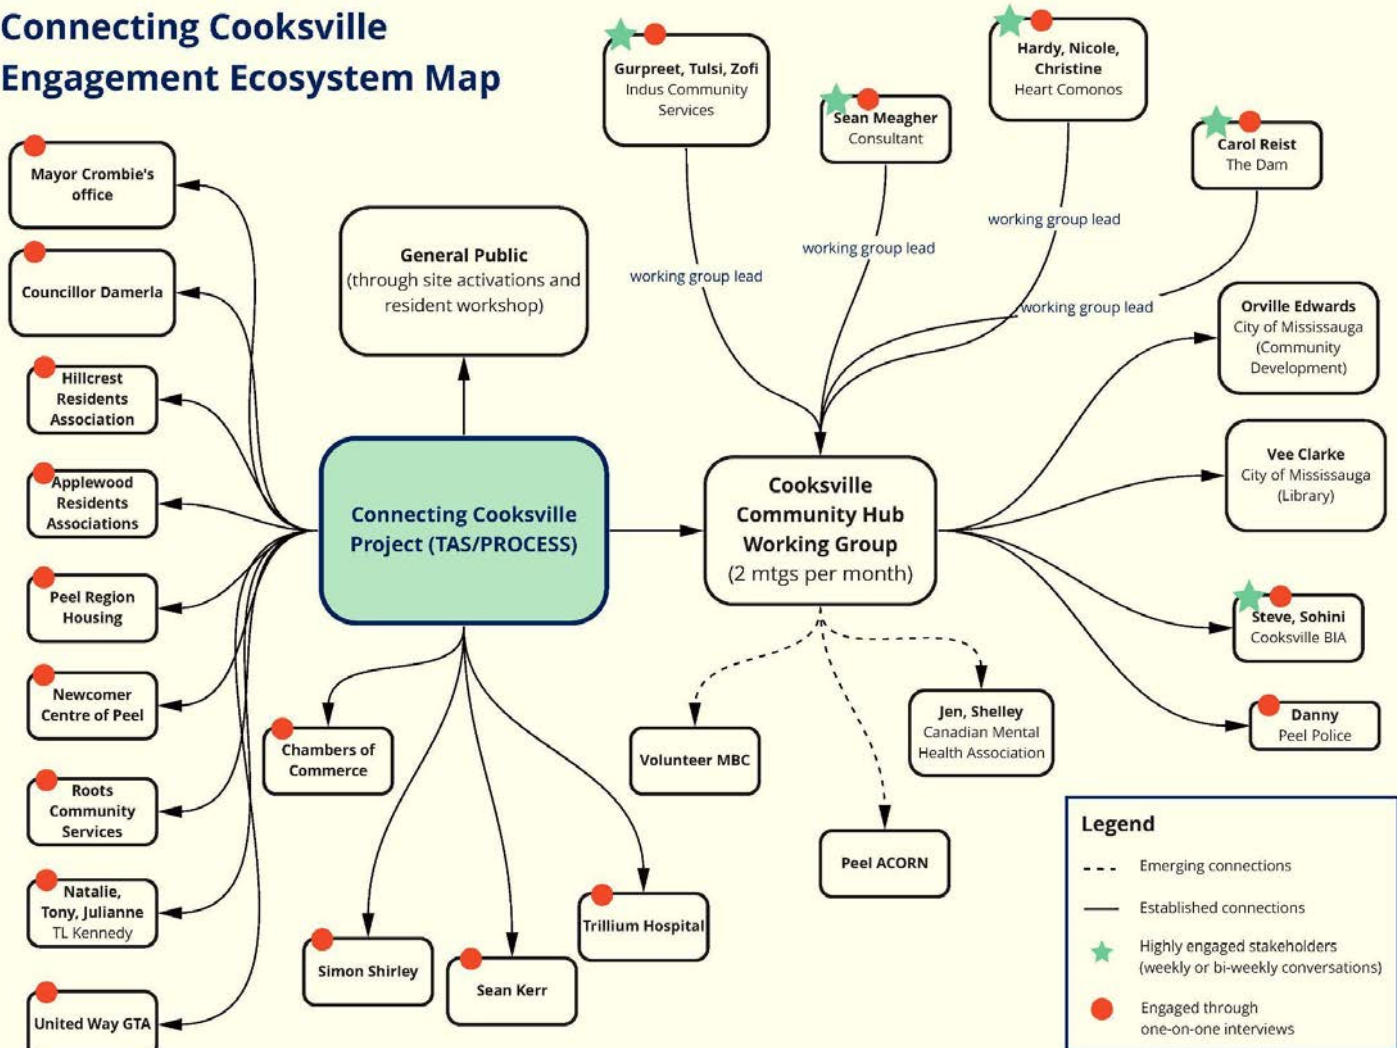 Connecting Cooksville
Engagement Ecosystem Map
Gurpreet, Tulsi, Zofi
Indus Community
Services
Sean Meagher
Consultant
Hardy, Nicole,
Christine
Heart Comonos
Carol Reist
The Dam
working group lead
working group lead
working group lead
working group lead
Mayor Crombie's
office
Councillor Damerla
Hillcrest
Residents
Association
Applewood
Residents
Associations
Peel Region
Housing
Newcomer
Centre of Peel
Roots
Community
Services
Natalie,
Tony, Julianne
TL Kennedy
United Way GTA
General Public
(through site activations and
resident workshop)
Connecting Cooksville
Project (TAS/PROCESS)
Cooksville
Community Hub
Working Group
(2 mtgs per month)
Orville Edwards
City of Mississauga
(Community
Development)
Vee Clarke
City of Mississauga
(Library)
Steve, Sohini
Cooksville BIA
Danny
Peel Police
Chambers of
Commerce
Simon Shirley
Sean Kerr
Trillium Hospital
Volunteer MBC
Peel ACORN
Jen, Shelley
Canadian Mental
Health Association
Legend
Emerging connections
Established connections
Highly engaged stakeholders
(weekly or bi-weekly conversations)
Engaged through
one-on-one interviews